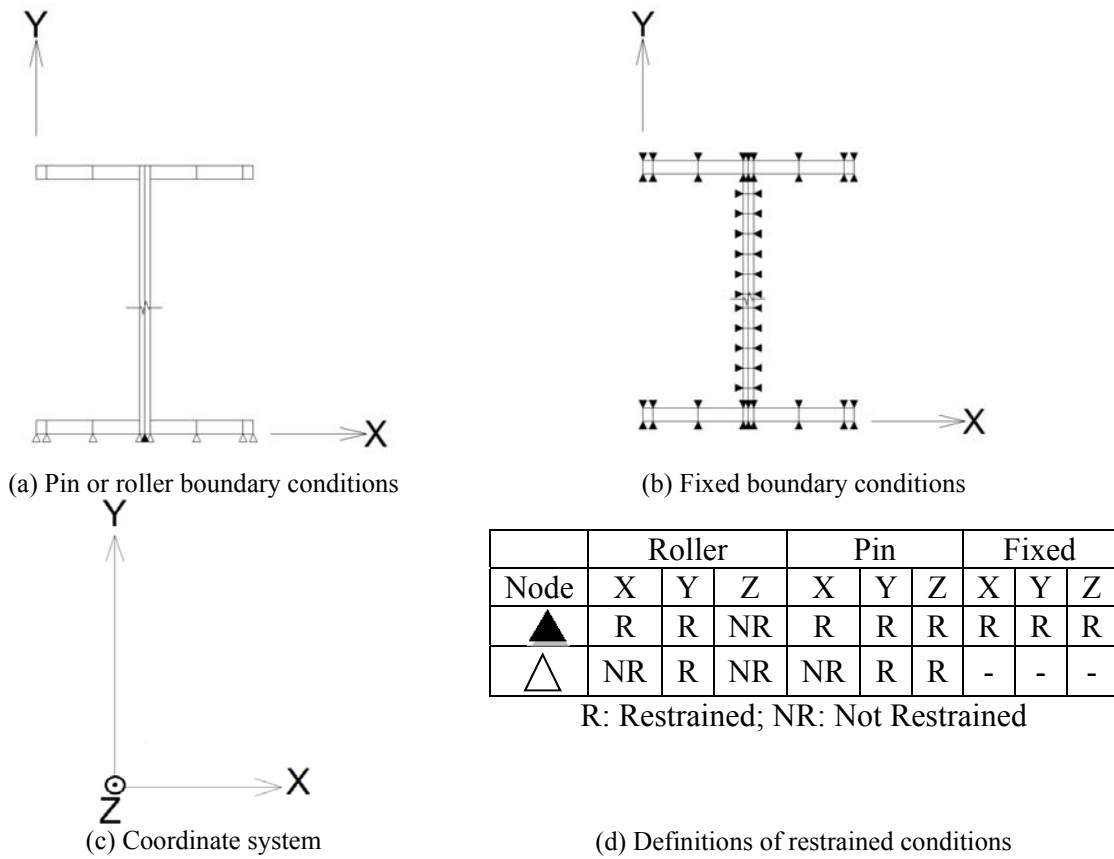 Y
Y
X
X
(a) Pin or roller boundary conditions
(b) Fixed boundary conditions
Y
X
Z
(c) Coordinate system
Roller Pin Fixed
Node X Y Z X Y Z X Y Z
R R NR R R R R R R
NR R NR NR R R - - -
R: Restrained; NR: Not Restrained
(d) Definitions of restrained conditions